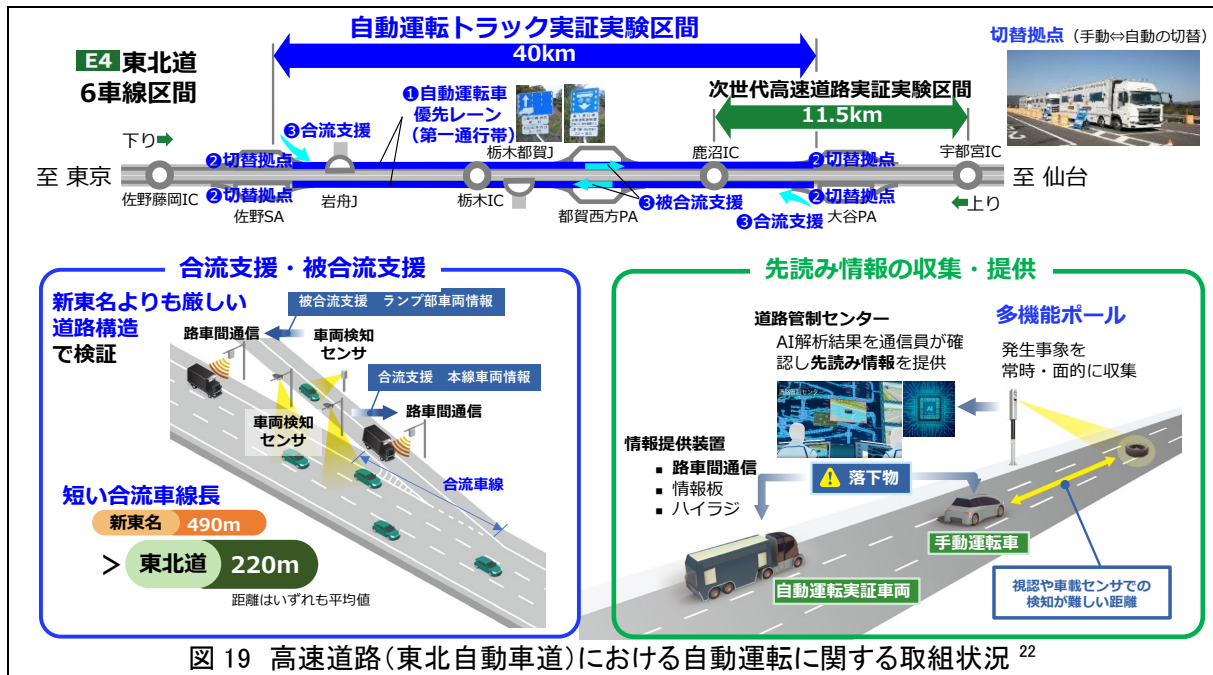 自動運転トラック実証実験区間
40km
切替拠点（手動⇔自動の切替）
E4 東北道
6車線区間
次世代高速道路実証実験区間
11.5km
❶自動運転車
優先レーン
（第一通行帯）
下り
❸合流支援
栃木都賀J
鹿沼IC
宇都宮IC
❷切替拠点
❷切替拠点
至 東京
至 仙台
❷切替拠点
❷切替拠点
佐野藤岡IC
佐野SA
岩舟J
栃木IC
都賀西方PA
❸被合流支援
❸合流支援
大谷PA
上り
合流支援・被合流支援
新東名よりも厳しい
道路構造
で検証
被合流支援　ランプ部車両情報
路車間通信
車両検知
センサ
合流支援　本線車両情報
路車間通信
車両検知
センサ
合流車線
短い合流車線長
新東名 490m
> 東北道 220m
距離はいずれも平均値
先読み情報の収集・提供
道路管制センター
AI解析結果を通信員が確
認し先読み情報を提供
多機能ポール
発生事象を
常時・面的に収集
AI
情報提供装置
■ 路車間通信
■ 情報板
■ ハイラジ
落下物
手動運転車
自動運転実証車両
視認や車載センサでの
検知が難しい距離
図 19 高速道路（東北自動車道）における自動運転に関する取組状況 22